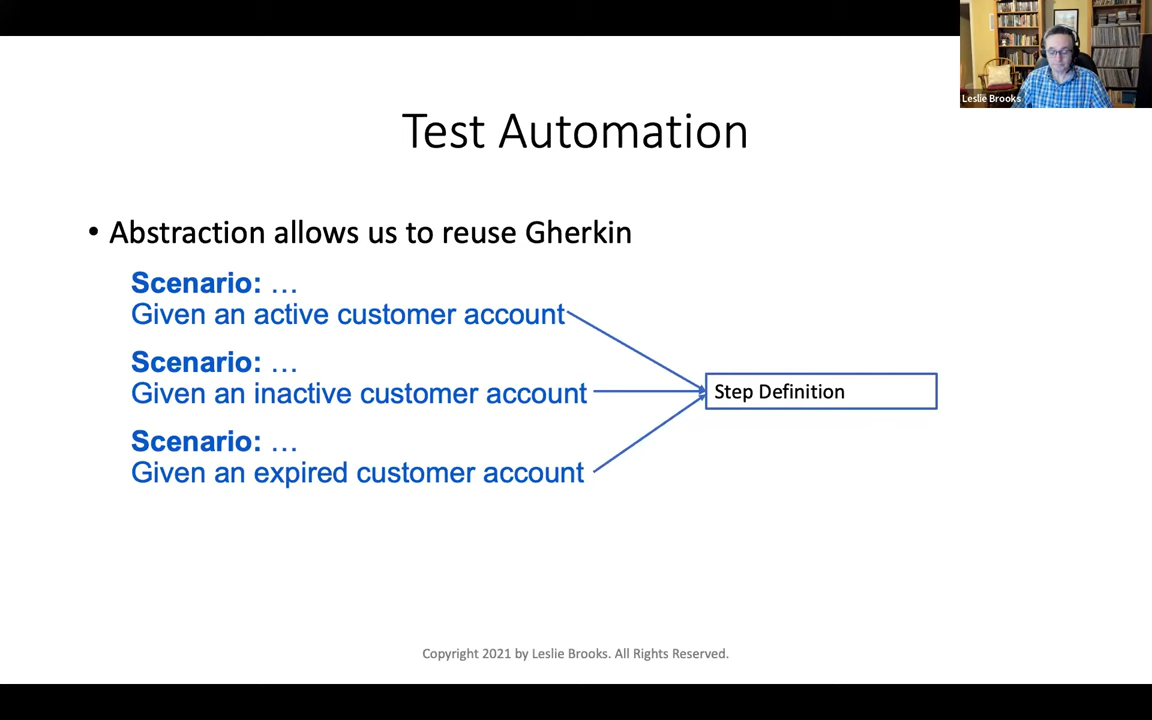 Leslie Brooks
Test Automation
• Abstraction allows us to reuse Gherkin
Scenario: ...
Given an active customer account
Scenario: ...
Given an inactive customer account
Step Definition
Scenario: ...
Given an expired customer account
Copyright 2021 by Leslie Brooks. All Rights Reserved.